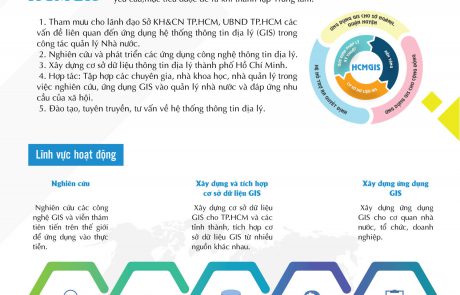 yêu cầu, mục tiêu được đề ra khi thành lập Trung tâm.
1. Tham mưu cho lãnh đạo Sở KH&CN TP.HCM, UBND TP.HCM các
vấn đề liên quan đến ứng dụng hệ thống thông tin địa lý (GIS) trong
công tác quản lý Nhà nước.
2. Nghiên cứu và phát triển các ứng dụng công nghệ thông tin địa lý.
3. Xây dựng cơ sở dữ liệu thông tin địa lý thành phố Hồ Chí Minh.
4. Hợp tác: Tập hợp các chuyên gia, nhà khoa học, nhà quản lý trong
việc nghiên cứu, ứng dụng GIS vào quản lý nhà nước và đáp ứng nhu
cầu của xã hội.
5. Đào tạo, tuyên truyền, tư vấn về hệ thống thông tin địa lý.
HCMGIS
Lĩnh vực hoạt động
Nghiên cứu
Nghiên cứu các công
nghệ GIS và viễn thám
tiên tiến trên thế giới
để ứng dụng vào thực
tiễn.
Xây dựng và tích hợp
cơ sở dữ liệu GIS
Xây dựng cơ sở dữ liệu
GIS cho TP.HCM và các
tỉnh thành, tích hợp cơ
sở dữ liệu GIS từ nhiều
nguồn khác nhau.
Xây dựng ứng dụng
GIS
Xây dựng ứng dụng
GIS cho cơ quan nhà
nước, tổ chức, doanh
nghiệp.